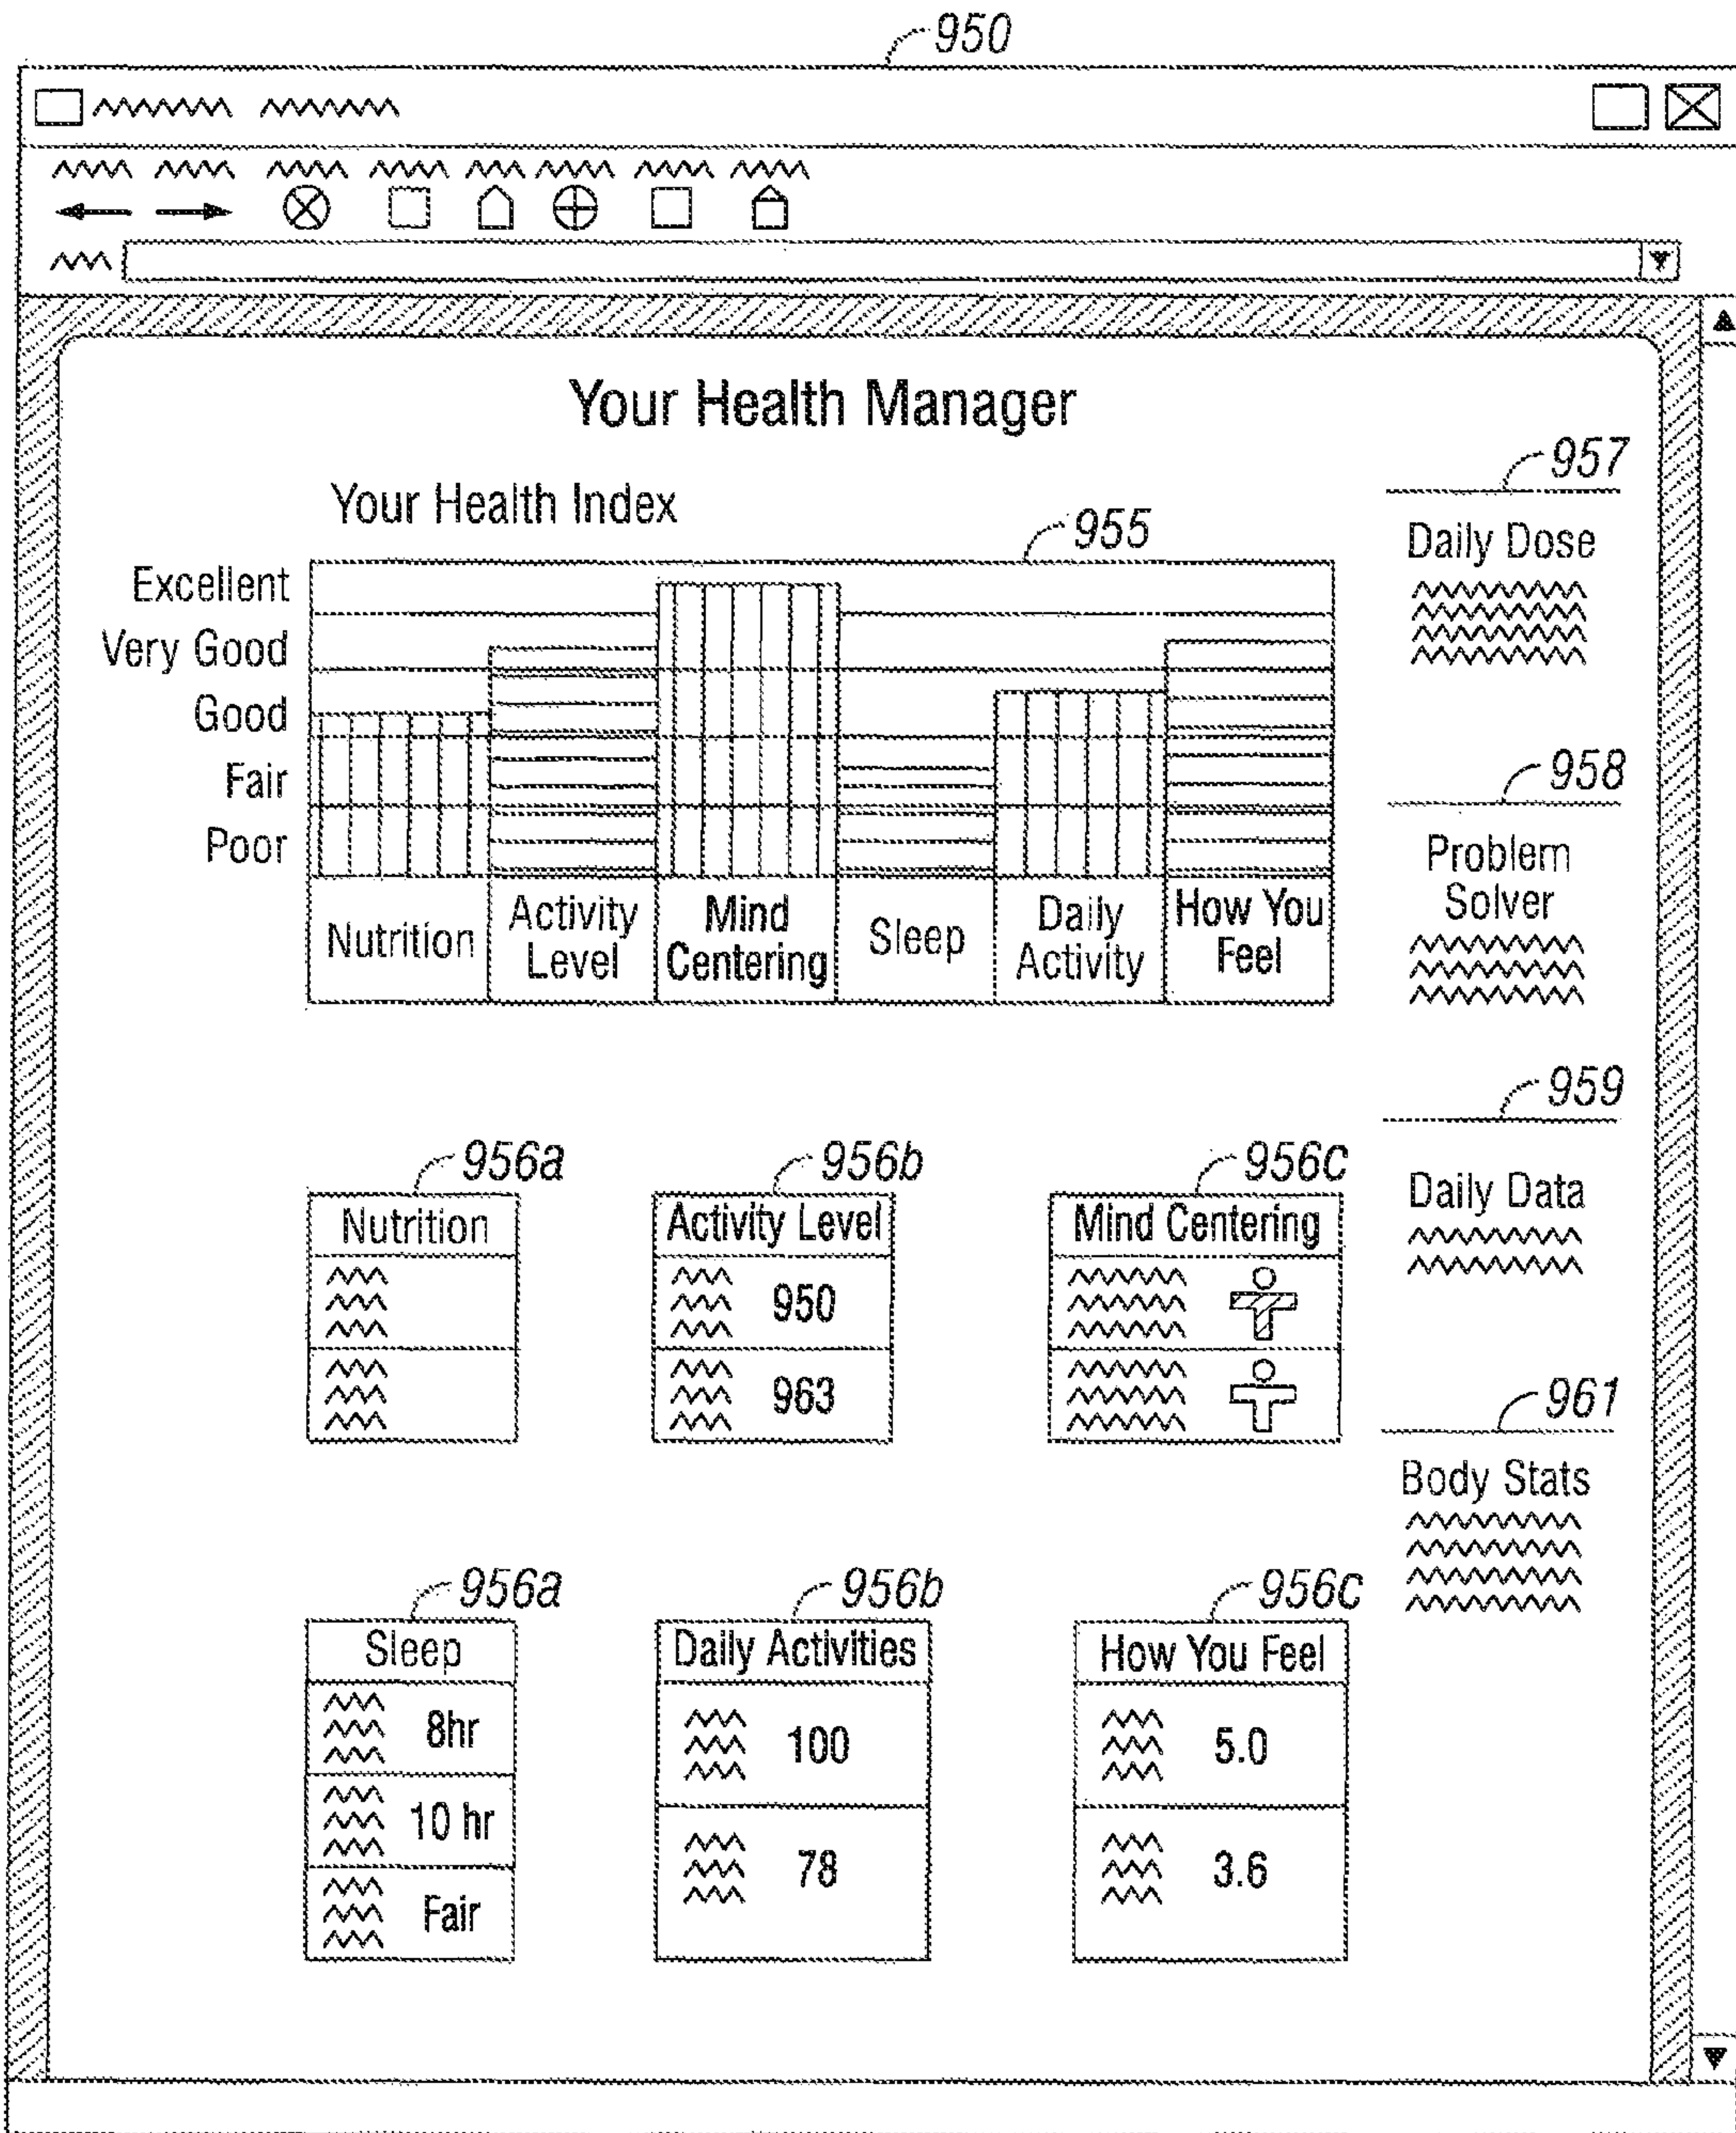 950
Your Health Manager
957
Your Health Index
955
Daily Dose
Excellent
Very Good
Good
Fair
Poor
958
Problem
Solver
Nutrition
Activity
Level
Mind
Centering
Sleep
Daily
Activity
How You
Feel
959
Daily Data
956a
Nutrition
956b
Activity Level
950
963
956c
Mind Centering
961
Body Stats
956a
Sleep
8hr
10 hr
Fair
956b
Daily Activities
100
78
956c
How You Feel
5.0
3.6